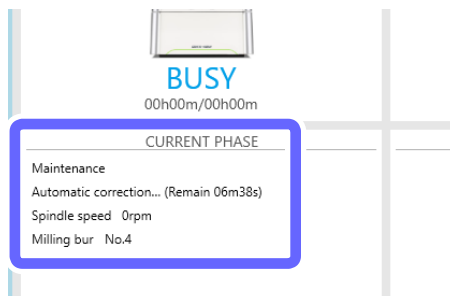 BUSY
00h00m/00h00m
CURRENT PHASE
Maintenance
Automatic correction... (Remain 06m38s)
Spindle speed 0rpm
Milling bur No.4